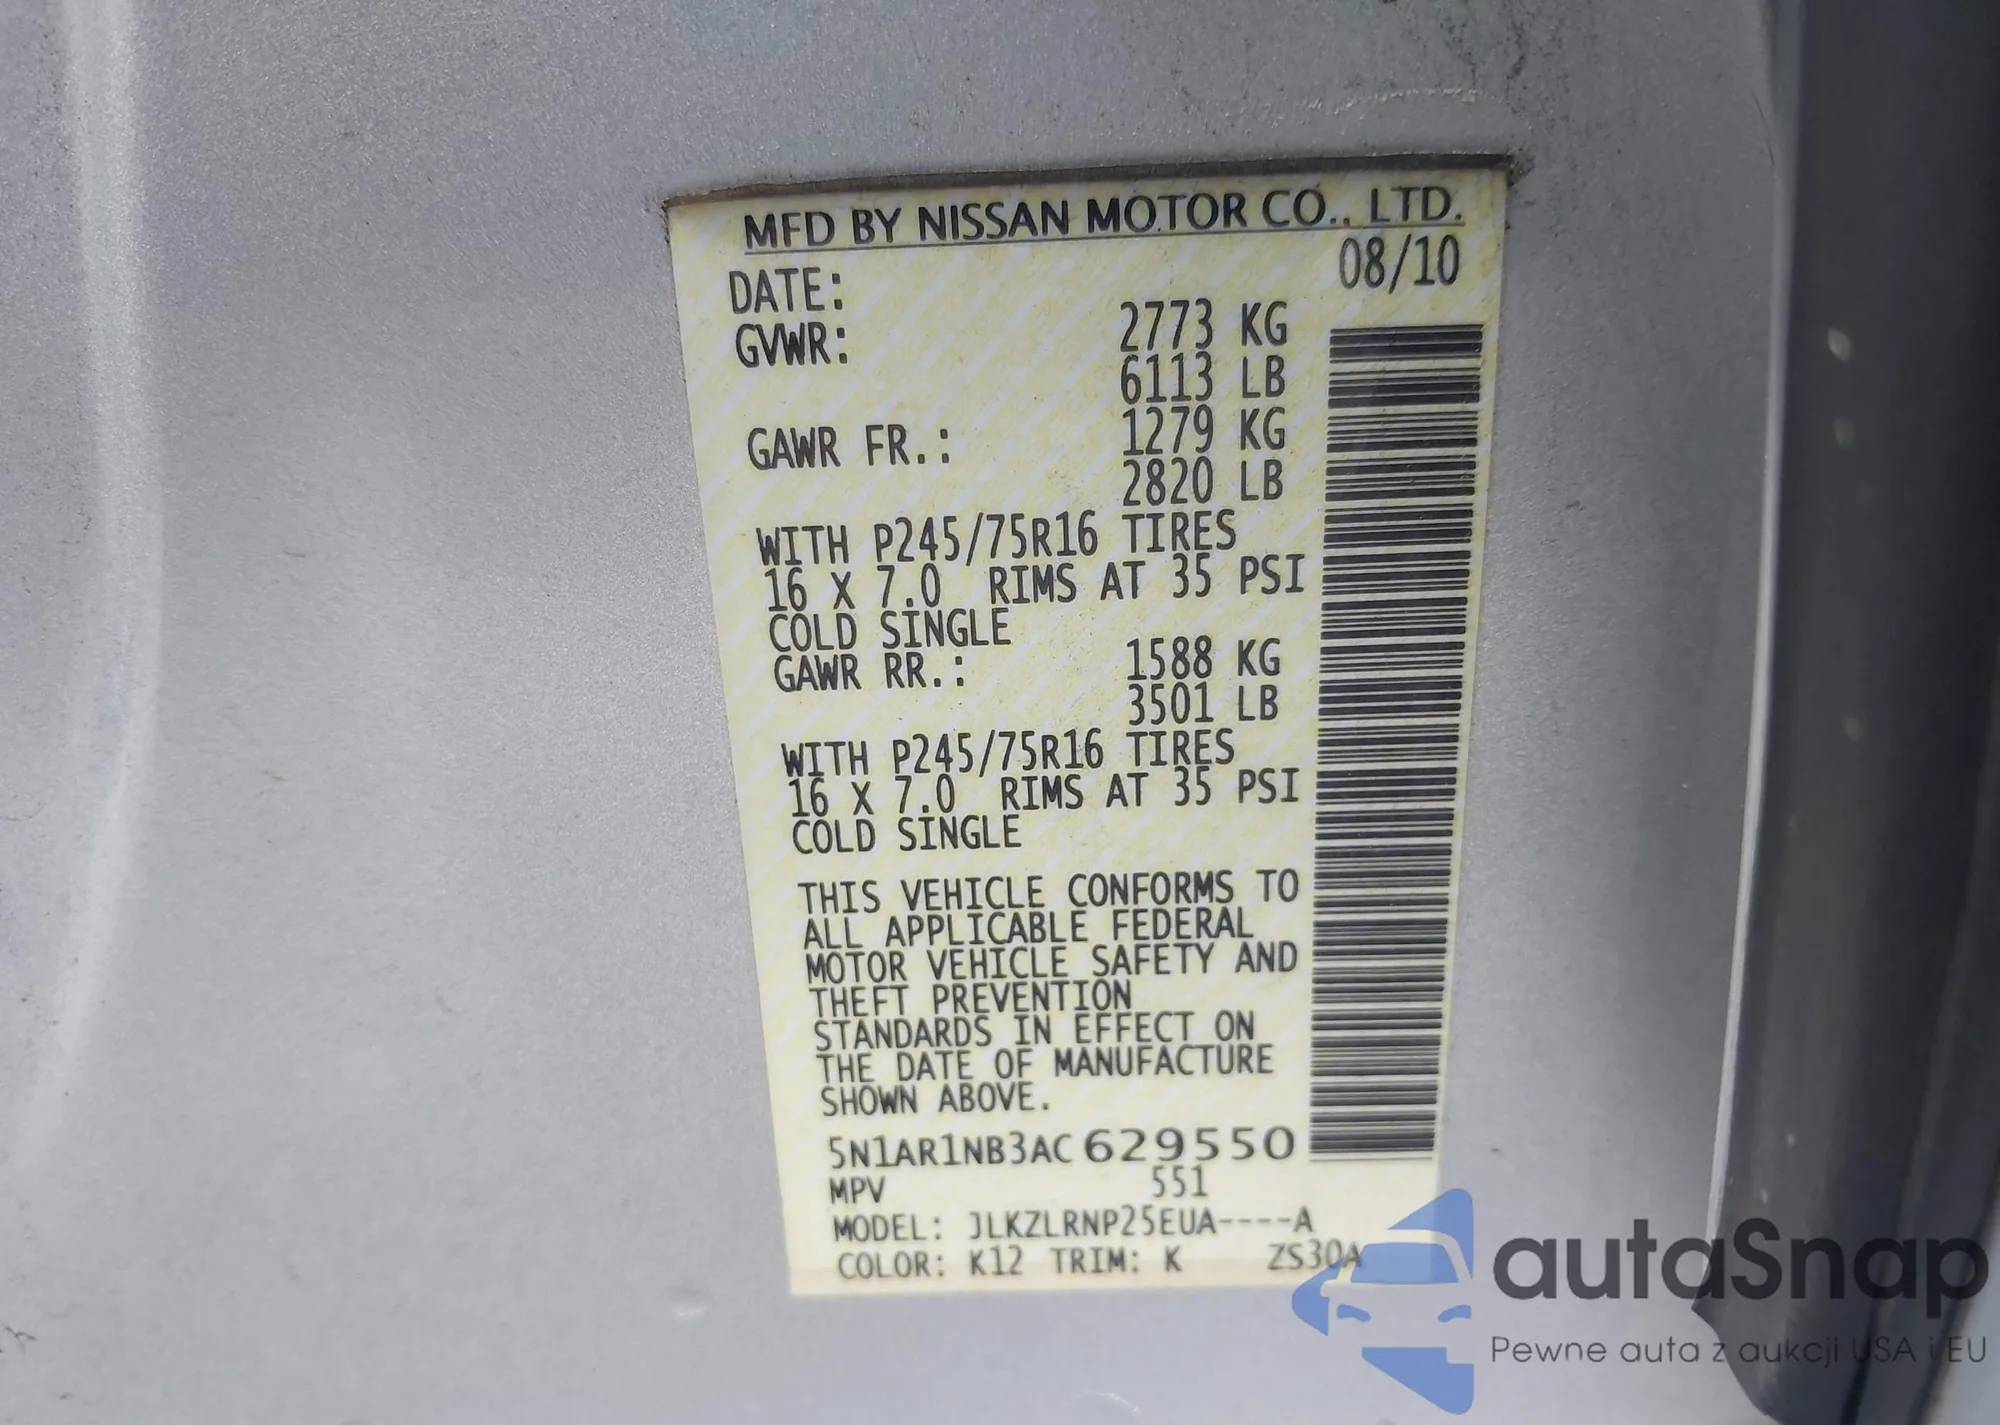 MFD BY NISSAN MOTOR CO., LTD.
DATE: 08/10
GVWR: 2773 KG
6113 LB
GAWR FR.: 1279 KG
2820 LB
WITH P245/75R16 TIRES
16 X 7.0 RIMS AT 35 PSI
COLD SINGLE
GAWR RR.: 1588 KG
3501 LB
WITH P245/75R16 TIRES
16 X 7.0 RIMS AT 35 PSI
COLD SINGLE
THIS VEHICLE CONFORMS TO
ALL APPLICABLE FEDERAL
MOTOR VEHICLE SAFETY AND
THEFT PREVENTION
STANDARDS IN EFFECT ON
THE DATE OF MANUFACTURE
SHOWN ABOVE.
5N1AR1NB3AC629550
MPV 551
MODEL: JLKZLRNP25EUA----A
COLOR: K12 TRIM: K ZS30A
autaSnap
Pewne auta z aukcji USA i EU